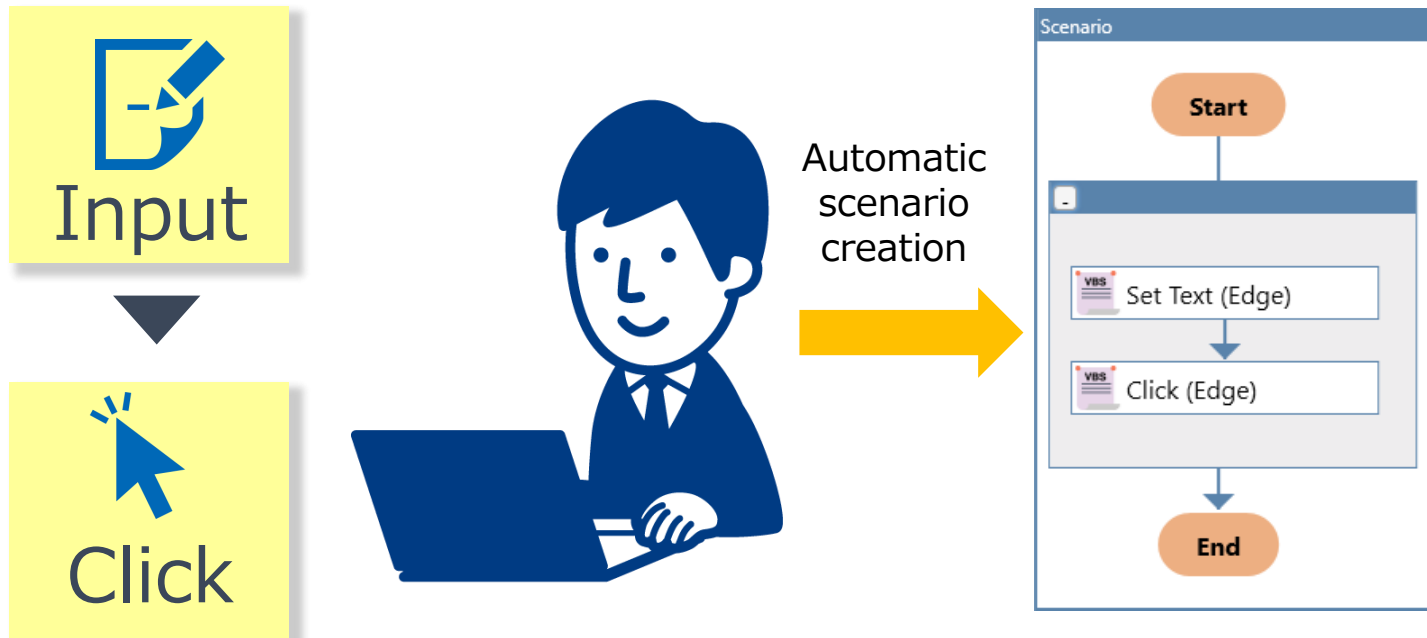 Input
Click
Automatic
scenario
creation
Scenario
Start
-
VBS
Set Text (Edge)
VBS
Click (Edge)
End